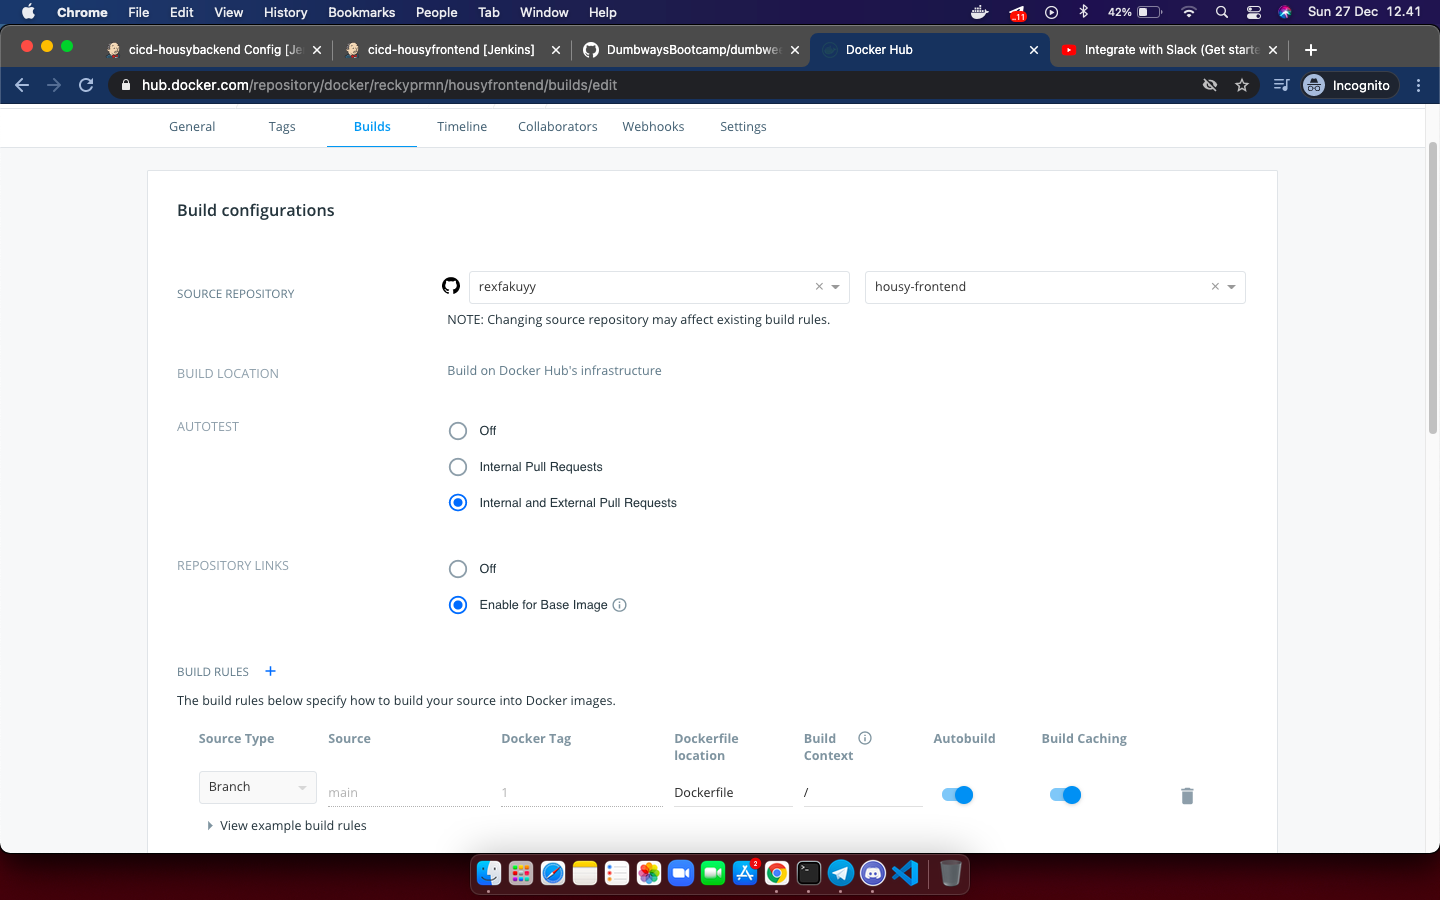 Chrome File Edit View History Bookmarks People Tab Window Help 11 42% Sun 27 Dec 12.41
cicd-housybackend Config [Je cicd-housyfrontend [Jenkins] DumbwaysBootcamp/dumbwe Docker Hub Integrate with Slack (Get starte
hub.docker.com/repository/docker/reckyprmn/housyfrontend/builds/edit Incognito
General Tags Builds Timeline Collaborators Webhooks Settings
Build configurations
SOURCE REPOSITORY rexfakuyy housy-frontend
NOTE: Changing source repository may affect existing build rules.
BUILD LOCATION Build on Docker Hub's infrastructure
AUTOTEST Off
Internal Pull Requests
Internal and External Pull Requests
REPOSITORY LINKS Off
Enable for Base Image
BUILD RULES +
The build rules below specify how to build your source into Docker images.
Source Type Source Docker Tag Dockerfile location Build Context Autobuild Build Caching
Branch main 1 Dockerfile /
View example build rules
2